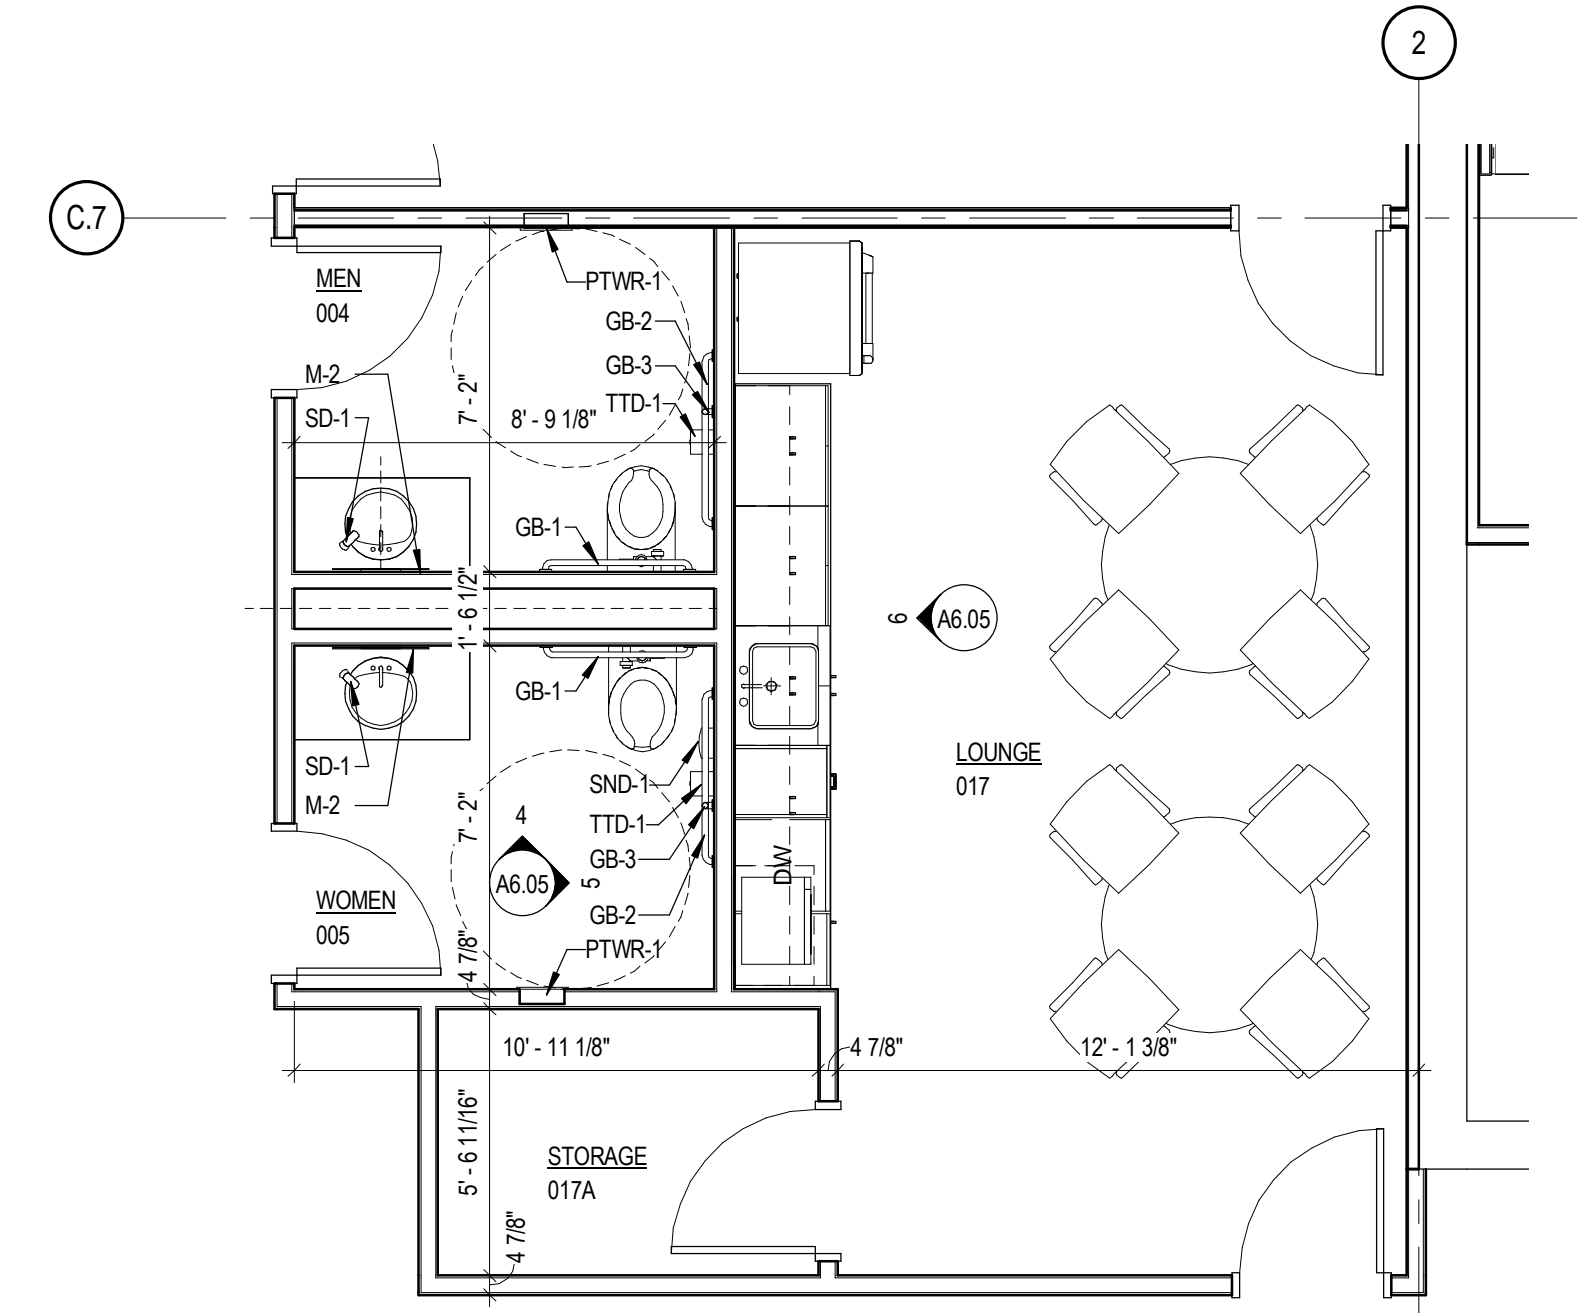 2
C.7
MEN
004
PTWR-1
GB-2
GB-3
M-2
TTD-1
SD-1
7' - 2"
8' - 9 1/8"
GB-1
1' - 6 1/2"
6
A6.05
GB-1
LOUNGE
017
SD-1
SND-1
M-2
7' - 2"
4
TTD-1
GB-3
DW
A6.05
5
WOMEN
005
GB-2
4 7/8"
PTWR-1
10' - 11 1/8"
4 7/8"
12' - 1 3/8"
5' - 6 11/16"
STORAGE
017A
4 7/8"